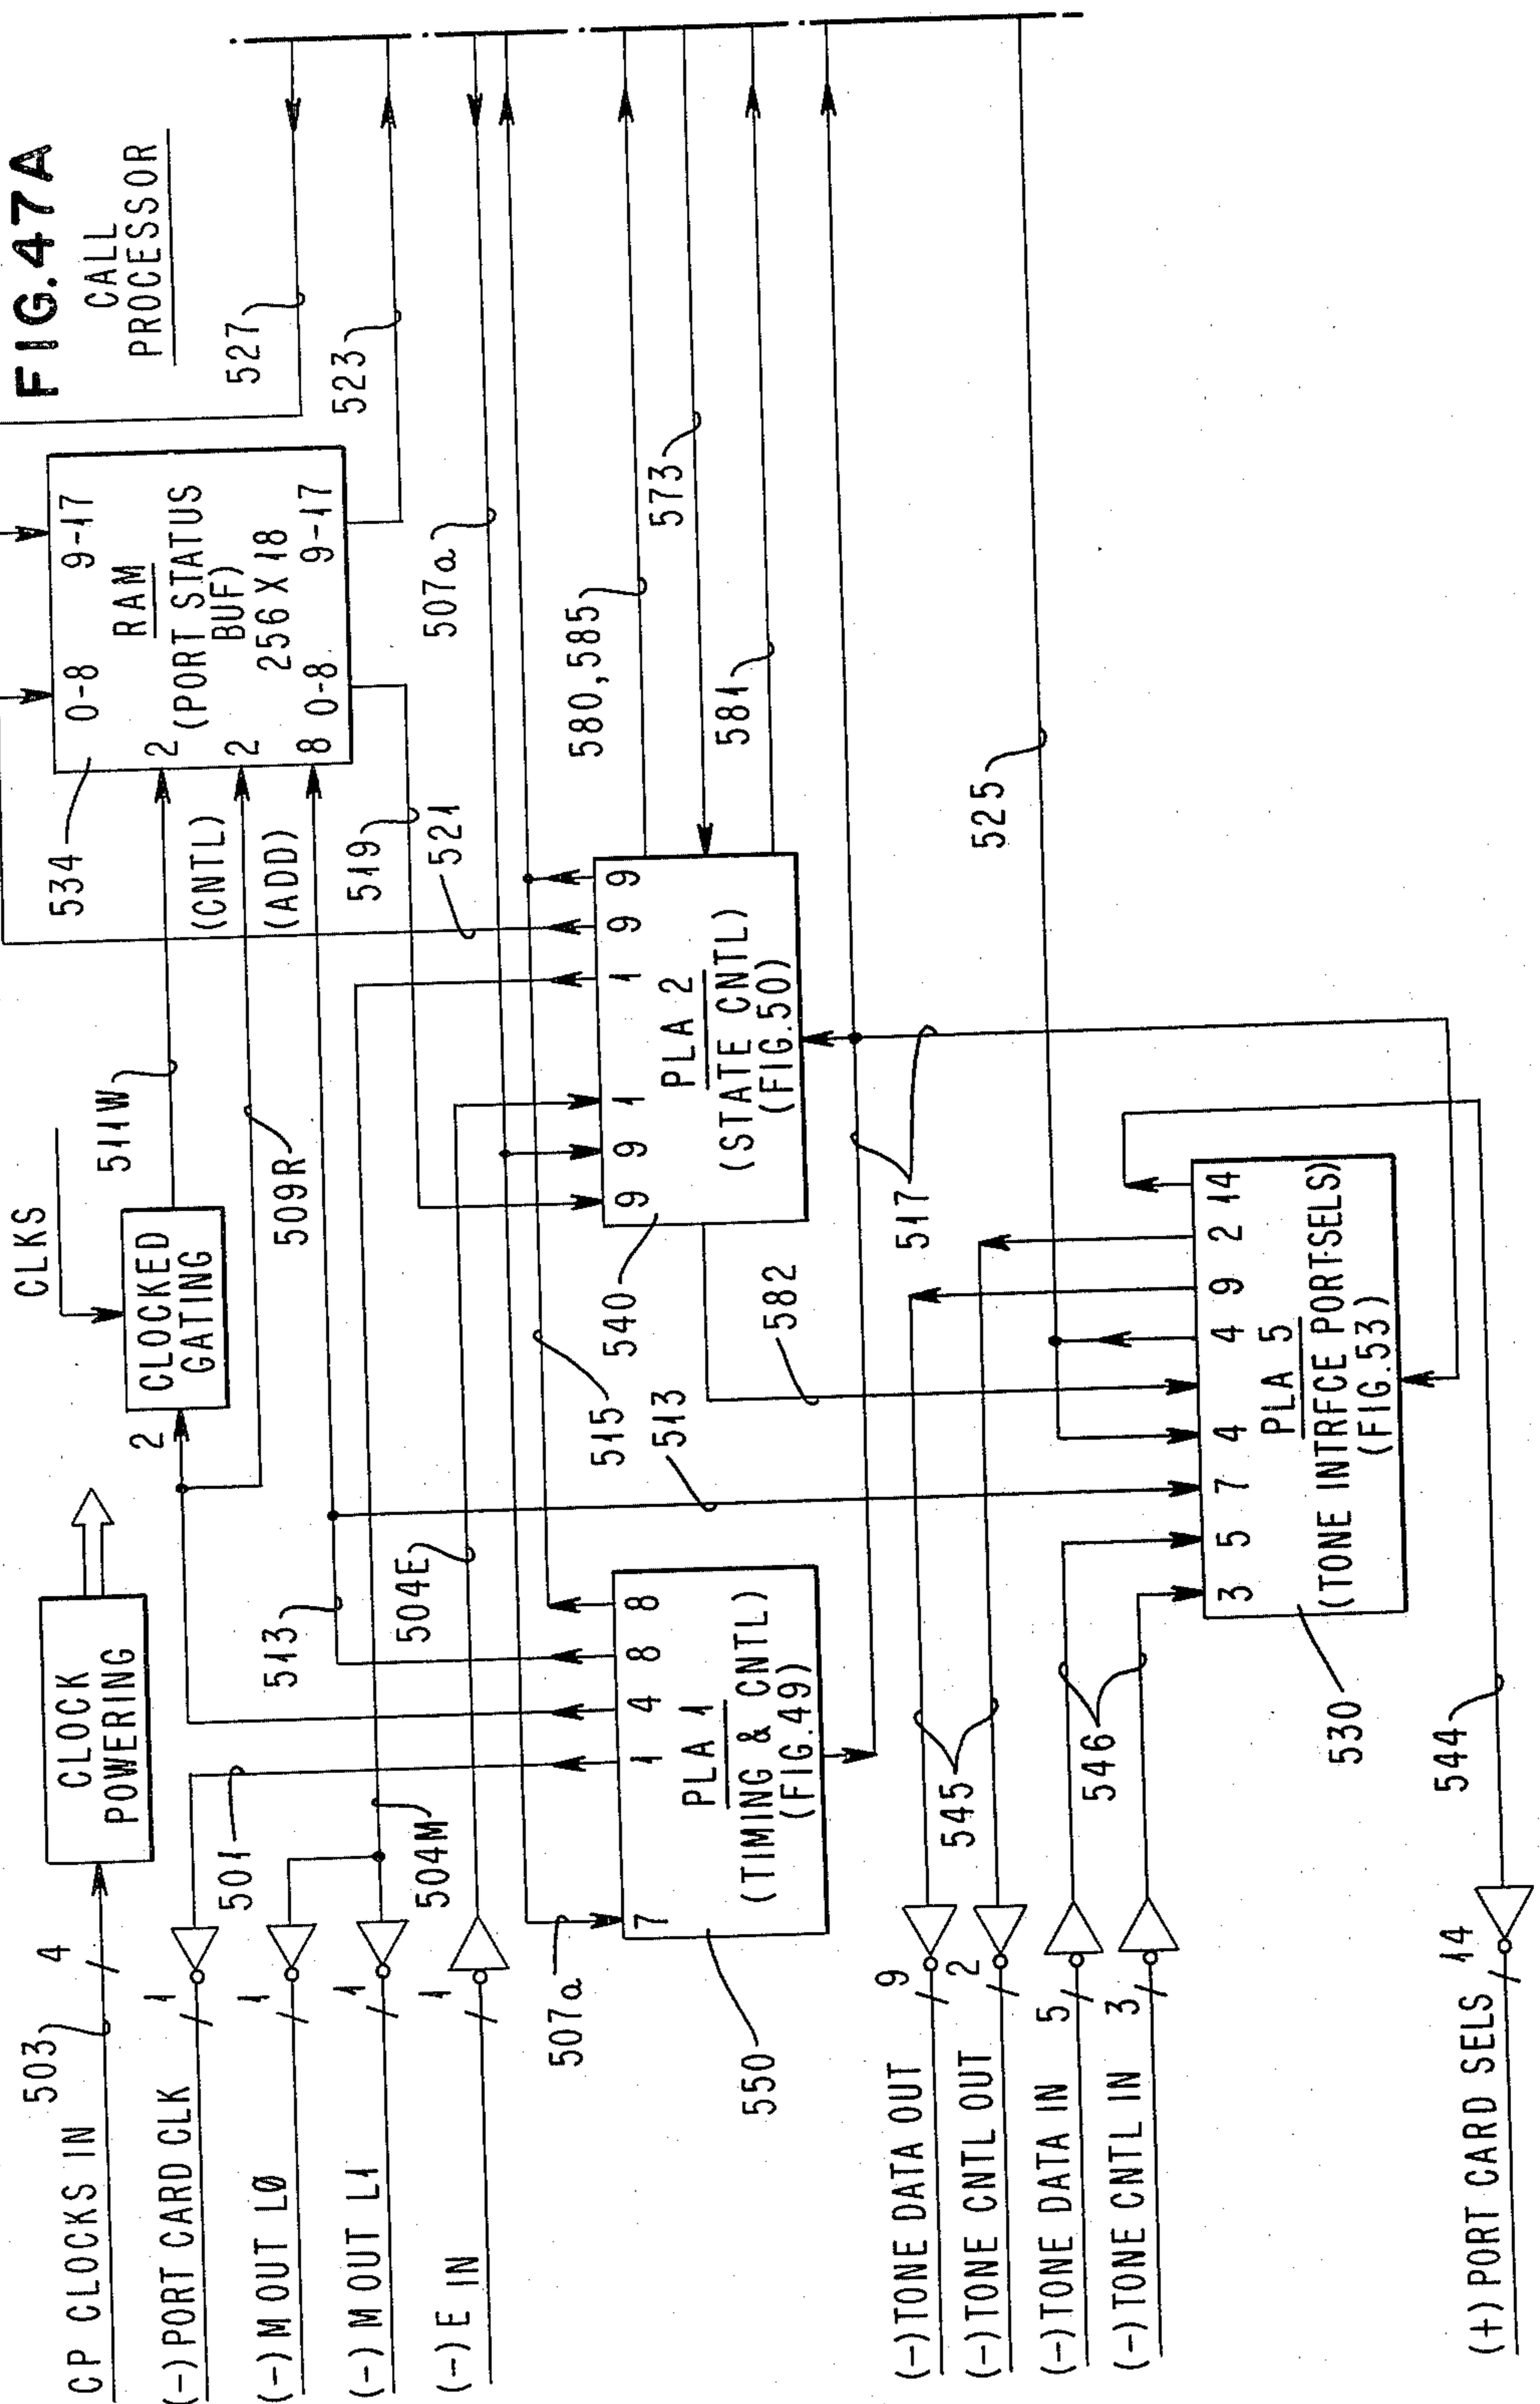 FIG.47A
CALL
PROCESSOR
527
523
RAM
(PORT STATUS
BUF)
256 X 18
0-8
9-17
0-8
9-17
2
2
8
534
(CNTL)
(ADD)
519
521
507a
580,585
573
581
525
CLKS
511W
CLOCKED
GATING
2
509R
PLA 2
(STATE CNTL)
(FIG.50)
9
9
1
1
9
9
540
515
513
582
517
CLOCK
POWERING
503
4
CP CLOCKS IN
(-) PORT CARD CLK
1
(-) M OUT LØ
1
(-) M OUT L1
1
(-) E IN
1
501
504M
504E
513
507a
PLA 1
(TIMING & CNTL)
(FIG.49)
7
1
4
8
8
550
PLA 5
(TONE INTRFCE PORT-SELS)
(FIG.53)
3
5
7
4
4
9
2
14
530
545
546
544
(-) TONE DATA OUT
9
(-) TONE CNTL OUT
2
(-) TONE DATA IN
5
(-) TONE CNTL IN
3
(+) PORT CARD SELS
14